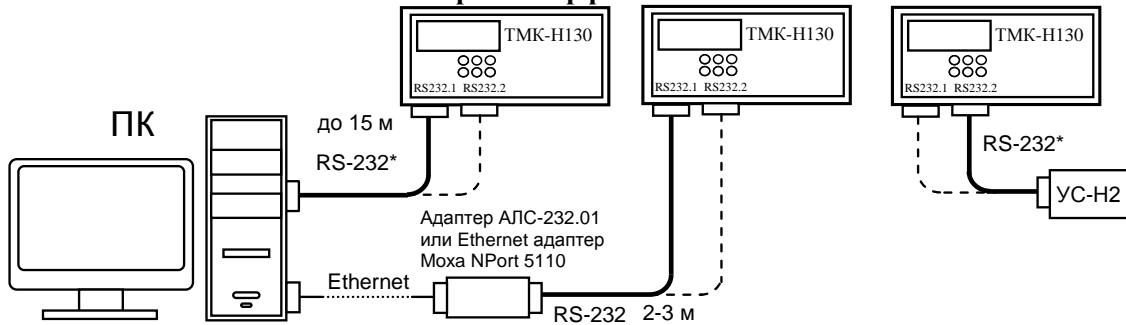 ТМК-Н130
RS232.1 RS232.2
ТМК-Н130
RS232.1 RS232.2
ТМК-Н130
RS232.1 RS232.2
ПК
до 15 м
RS-232*
RS-232*
УС-Н2
Адаптер АЛС-232.01
или Ethernet адаптер
Моха NPort 5110
Ethernet
RS-232 2-3 м